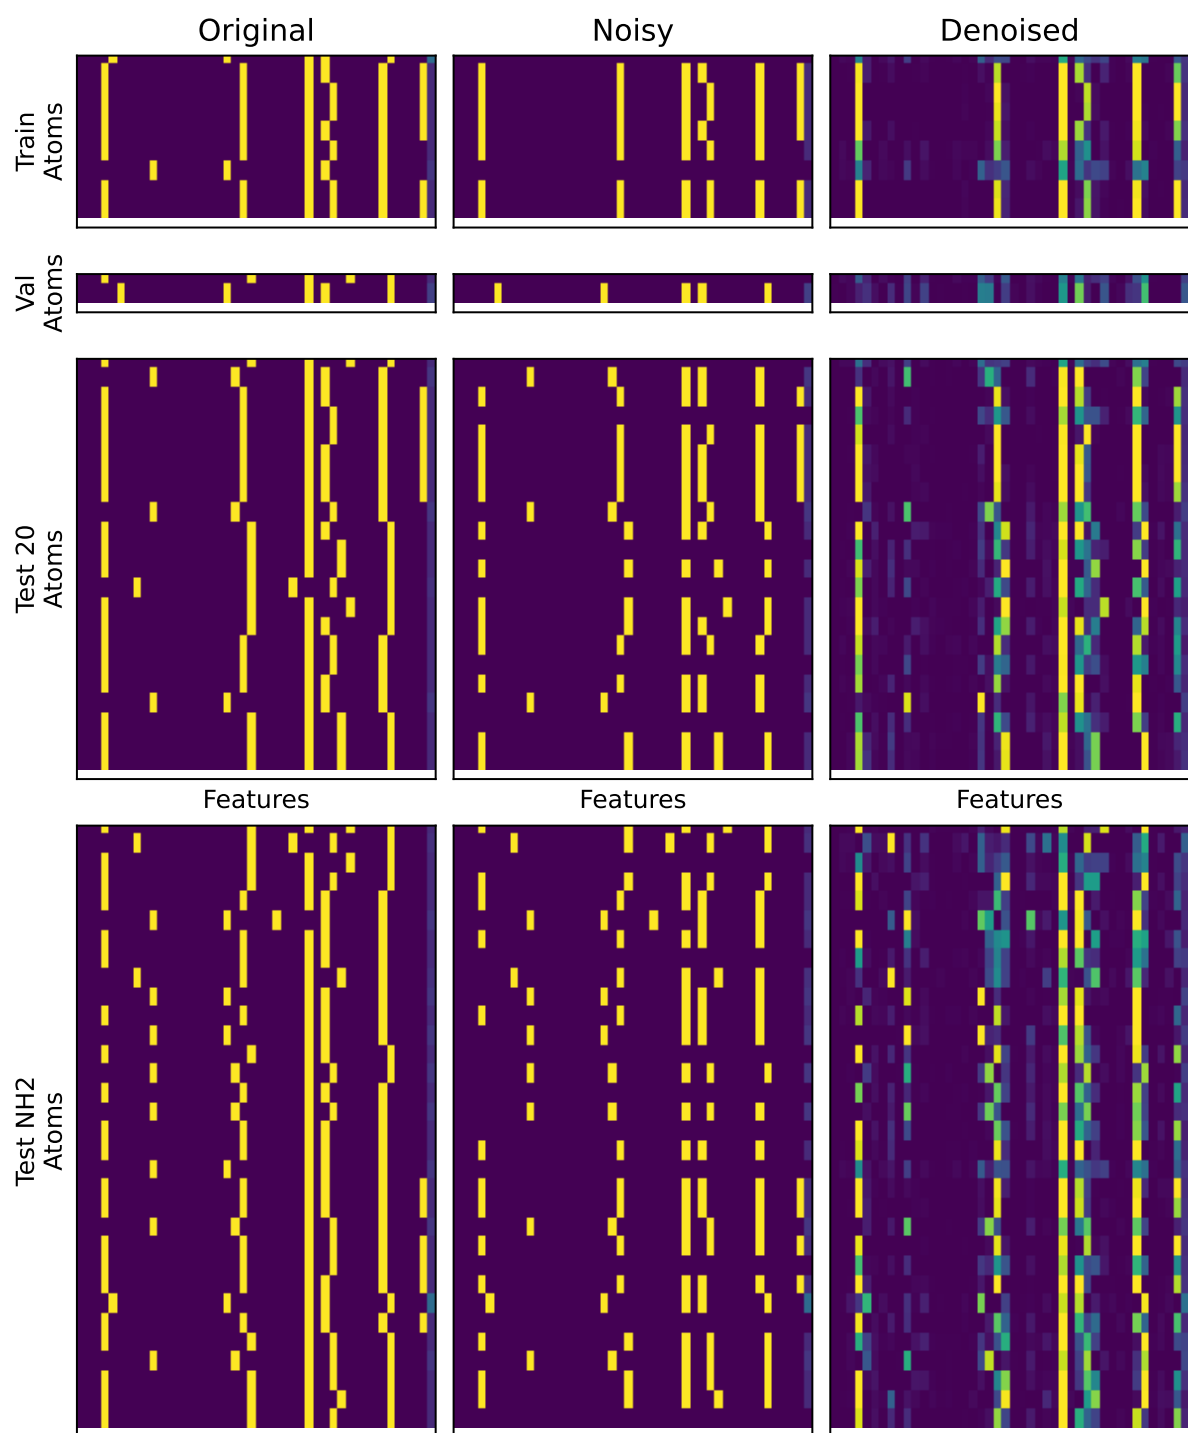 Original
Noisy
Denoised
Train
Atoms
Val
Atoms
Test 20
Atoms
Features
Features
Features
Test NH2
Atoms